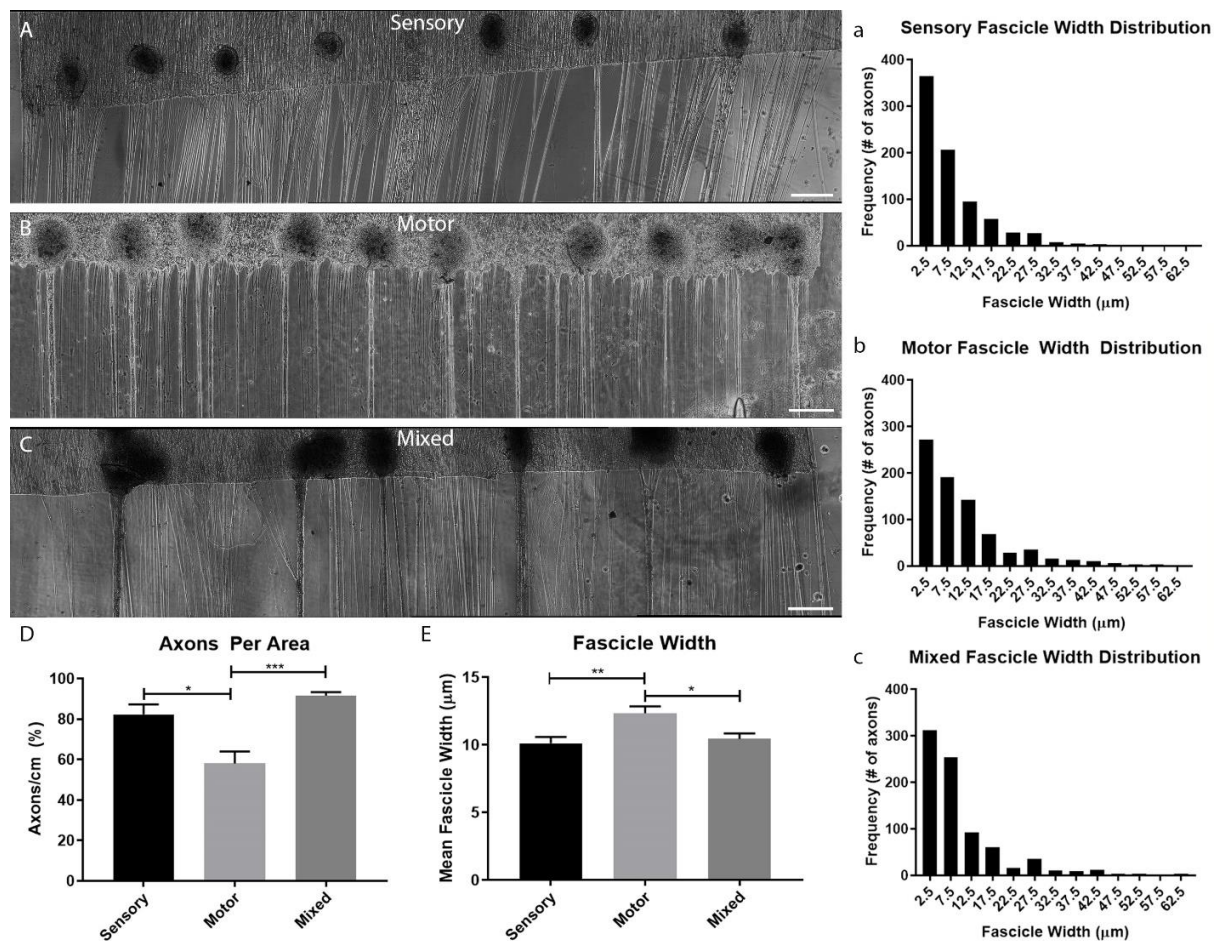 A
Sensory
B
Motor
C
Mixed
a
Sensory Fascicle Width Distribution
Frequency (# of axons)
400
300
200
100
0
2.5 7.5 12.5 17.5 22.5 27.5 32.5 37.5 42.5 47.5 52.5 57.5 62.5
Fascicle Width (μm)
b
Motor Fascicle Width Distribution
Frequency (# of axons)
400
300
200
100
0
2.5 7.5 12.5 17.5 22.5 27.5 32.5 37.5 42.5 47.5 52.5 57.5 62.5
Fascicle Width (μm)
c
Mixed Fascicle Width Distribution
Frequency (# of axons)
400
300
200
100
0
2.5 7.5 12.5 17.5 22.5 27.5 32.5 37.5 42.5 47.5 52.5 57.5 62.5
Fascicle Width (μm)
D
Axons Per Area
Axons/cm (%)
100
80
60
40
20
0
*
***
Sensory Motor Mixed
E
Fascicle Width
Mean Fascicle Width (μm)
15
10
5
0
**
*
Sensory Motor Mixed